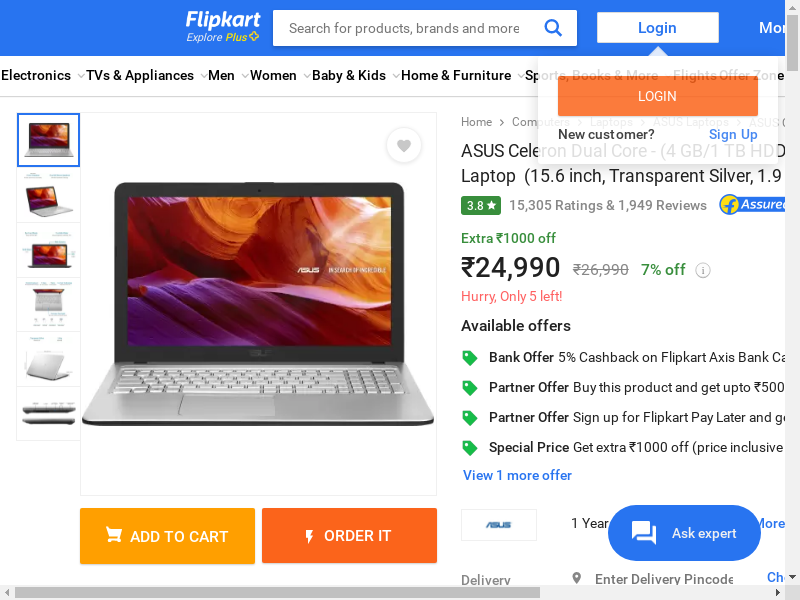 Flipkart
Explore Plus
Search for products, brands and more
Login
Mor
Electronics
TVs & Appliances
Men
Women
Baby & Kids
Home & Furniture
Sports, Books & More
Flights
Offer Zone
LOGIN
New customer?
Sign Up
Home
Computers
Laptops
ASUS Laptops
ASUS C
ASUS Celeron Dual Core - (4 GB/1 TB HDD
Laptop (15.6 inch, Transparent Silver, 1.9
3.8
15,305 Ratings & 1,949 Reviews
Assured
Extra ₹1000 off
₹24,990
₹26,990
7% off
Hurry, Only 5 left!
Available offers
Bank Offer 5% Cashback on Flipkart Axis Bank Ca
Partner Offer Buy this product and get upto ₹500
Partner Offer Sign up for Flipkart Pay Later and ge
Special Price Get extra ₹1000 off (price inclusive
View 1 more offer
ASUS IN SEARCH OF INCREDIBLE
ADD TO CART
ORDER IT
ASUS
1 Year
More
Ask expert
Delivery
Enter Delivery Pincode
Ch